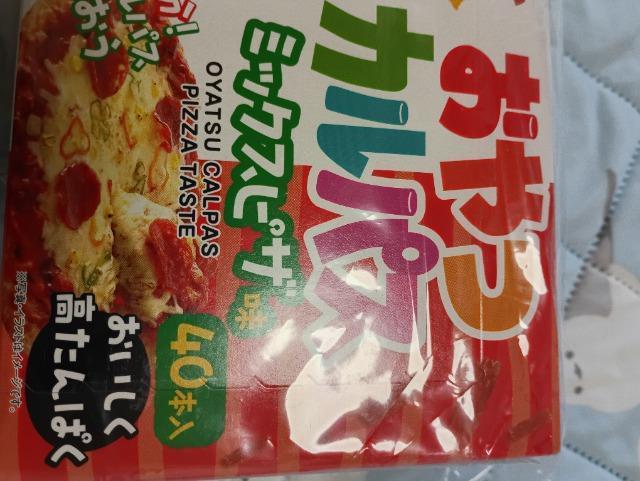 おやつ
カルパス
ミックスピザ味
OYATSU CALPAS
PIZZA TASTE
40本入
おいしく
高たんぱく